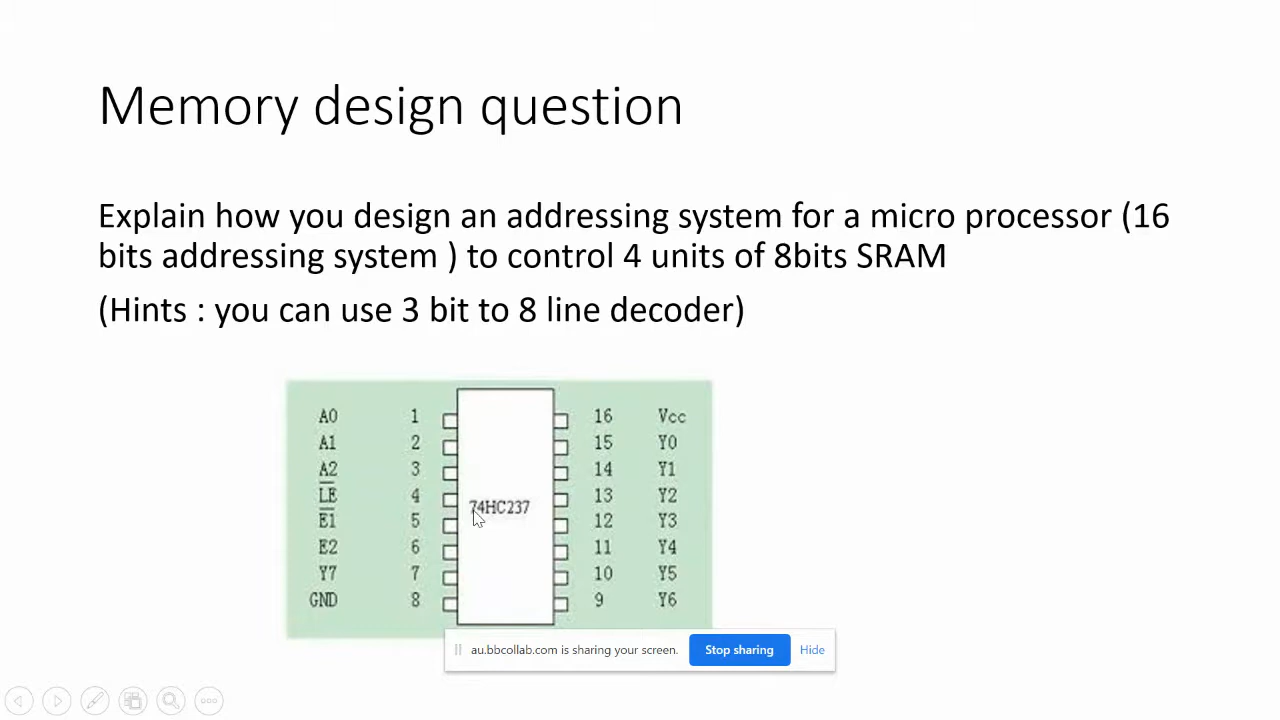 Memory design question
Explain how you design an addressing system for a micro processor (16
bits addressing system ) to control 4 units of 8bits SRAM
(Hints : you can use 3 bit to 8 line decoder)
A0 1 16 Vcc
A1 2 15 Y0
A2 3 14 Y1
LE 4 13 Y2
74HC237
E1 5 12 Y3
E2 6 11 Y4
Y7 7 10 Y5
GND 8 9 Y6
au.bbcollab.com is sharing your screen. Stop sharing Hide